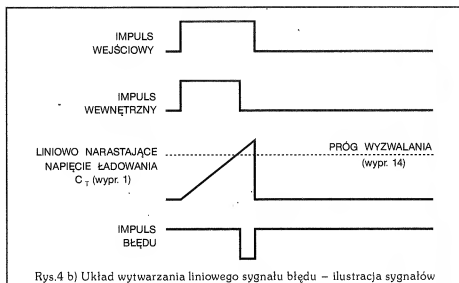 IMPULS
WEJŚCIOWY
IMPULS
WEWNĘTRZNY
LINIOWO NARASTAJĄCE
NAPIĘCIE ŁADOWANIA
C T (wypr. 1)
PRÓG WYZWALANIA
(wypr. 14)
IMPULS
BŁĘDU
Rys.4 b) Układ wytwarzania liniowego sygnału błędu – ilustracja sygnałów